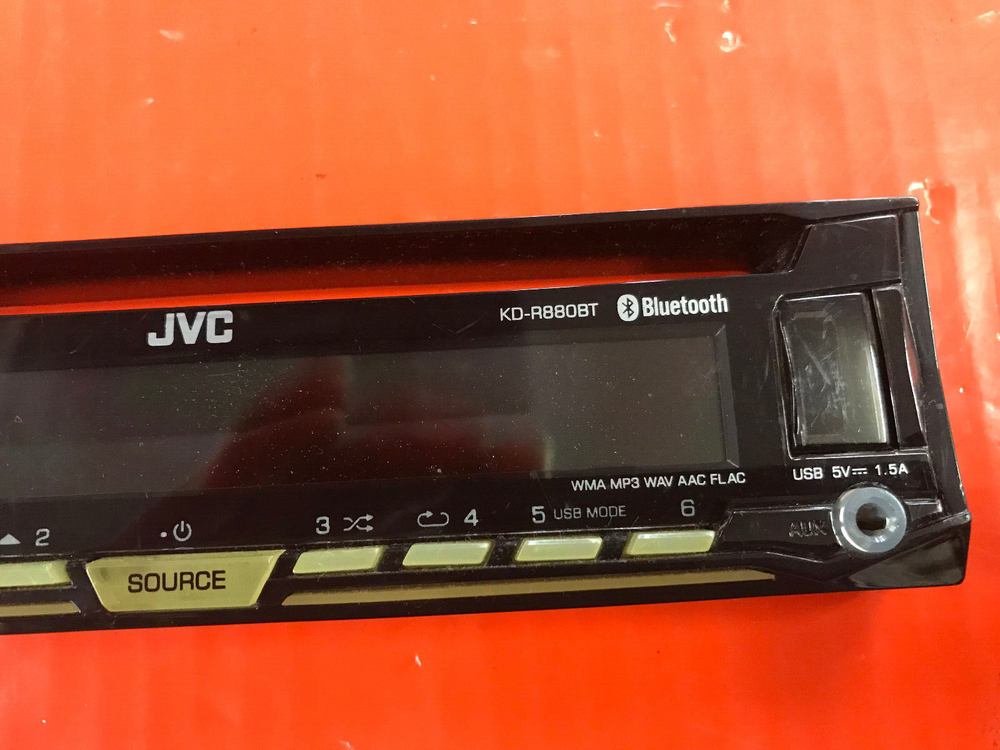 JVC
KD-R880BT Bluetooth
WMA MP3 WAV AAC FLAC
USB 5V 1.5A
AUX
2
3
4
5 USB MODE
6
SOURCE